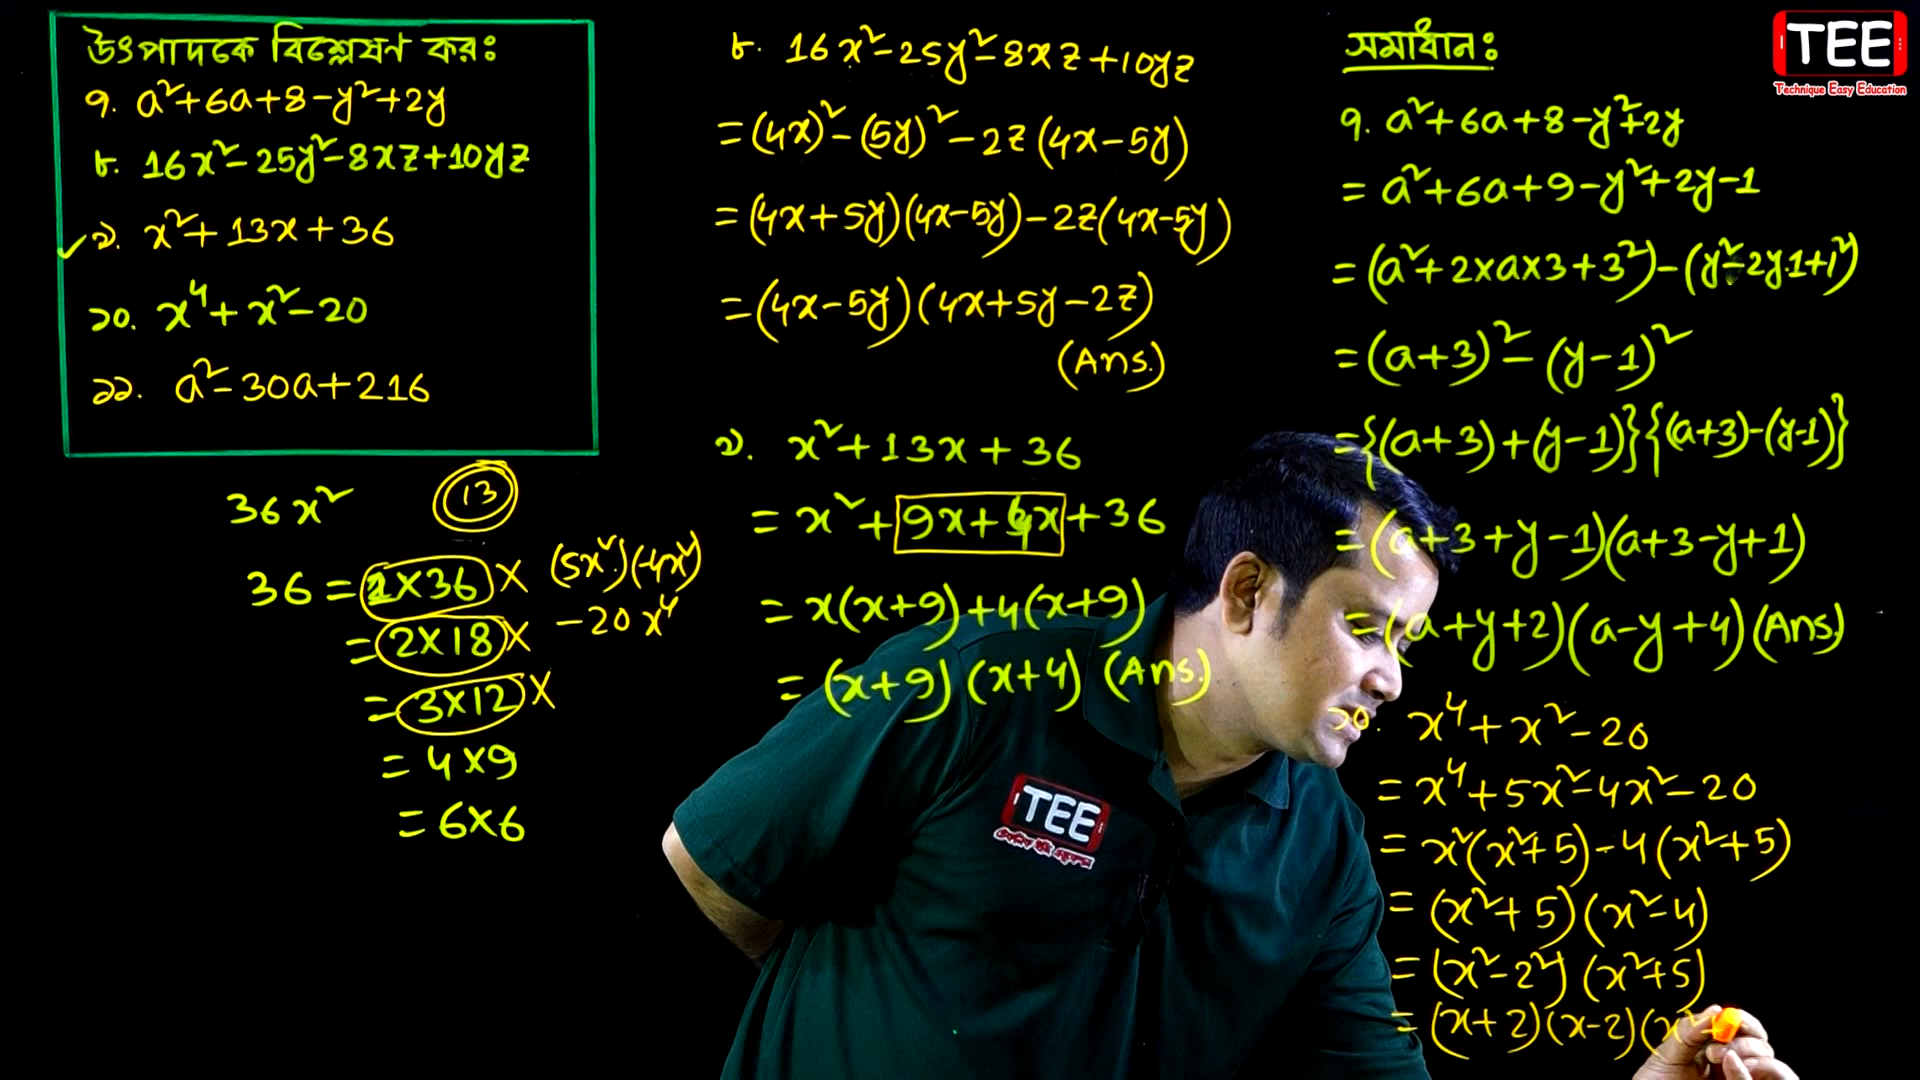 উৎপাদকে বিশ্লেষণ কর:
৭. a²+6a+8-y²+2y
৮. 16x²-25y²-8xz+10yz
৯. x²+13x+36
১০. x⁴+x²-20
১১. a²-30a+216
36x² 13
36 = 1×36 × (5x²)(-4x²)
= 2×18 × -20x⁴
= 3×12 ×
= 4×9
= 6×6
৮. 16x²-25y²-8xz+10yz
=(4x)²-(5y)²-2z(4x-5y)
=(4x+5y)(4x-5y)-2z(4x-5y)
=(4x-5y)(4x+5y-2z)
(Ans.)
৯. x²+13x+36
= x²+9x+4x+36
= x(x+9)+4(x+9)
= (x+9)(x+4) (Ans.)
সমাধান:
৭. a²+6a+8-y²+2y
= a²+6a+9-y²+2y-1
=(a²+2×a×3+3²)-(y²-2y.1+1²)
=(a+3)²-(y-1)²
={(a+3)+(y-1)}{(a+3)-(y-1)}
=(a+3+y-1)(a+3-y+1)
=(a+y+2)(a-y+4)(Ans.)
১০. x⁴+x²-20
= x⁴+5x²-4x²-20
= x²(x²+5)-4(x²+5)
= (x²+5)(x²-4)
= (x²-2²)(x²+5)
= (x+2)(x-2)(x²+
TEE
Technique Easy Education
TEE